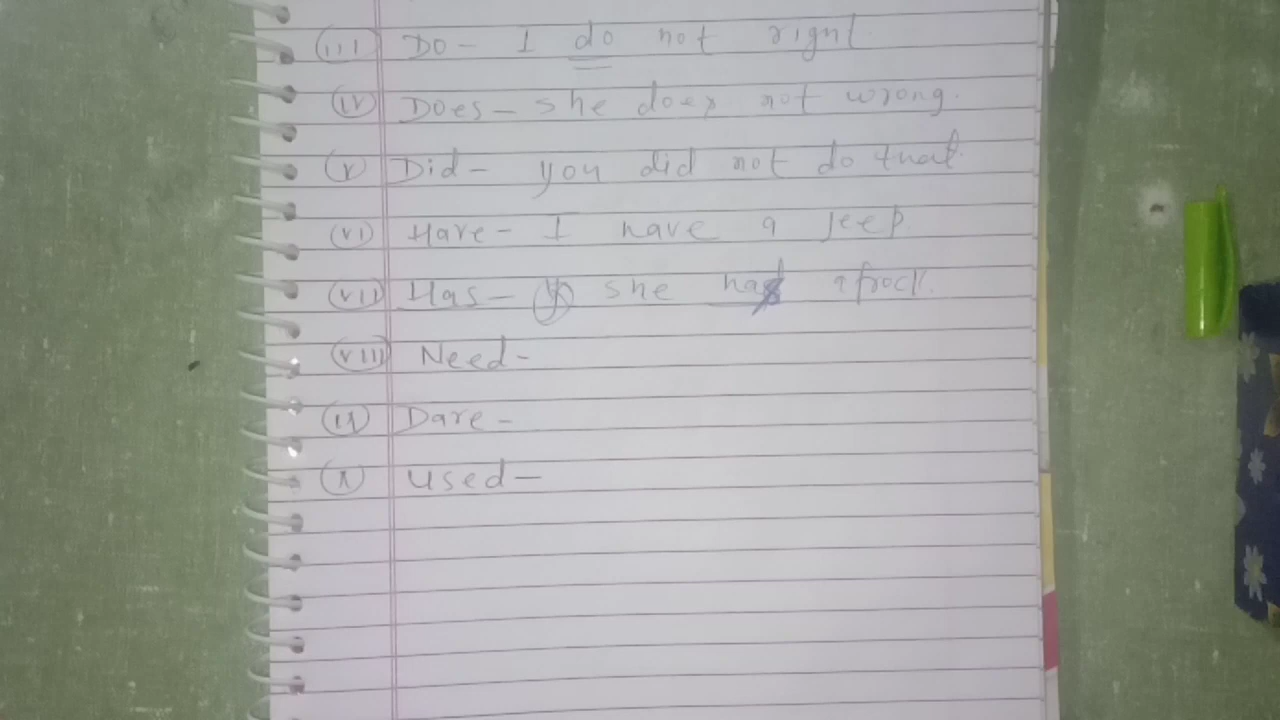 (iii) Do - I do not right.
(iv) Does - she does not wrong.
(v) Did - you did not do that.
(vi) Have - I have a jeep.
(vii) Has - she has a frock.
(viii) Need -
(ix) Dare -
(x) used -